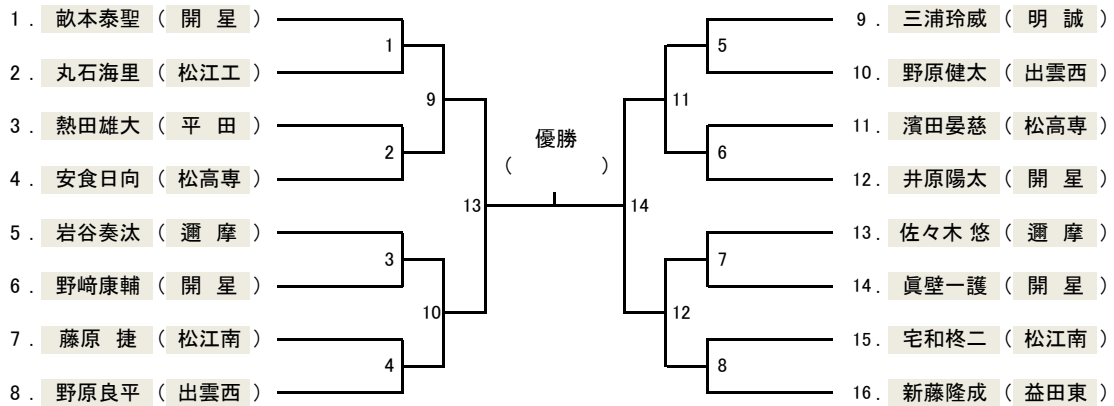 1. 畝本泰聖 ( 開 星 )
2. 丸石海里 ( 松江工 )
3. 熱田雄大 ( 平 田 )
4. 安食日向 ( 松高専 )
5. 岩谷奏汰 ( 邇 摩 )
6. 野﨑康輔 ( 開 星 )
7. 藤原 捷 ( 松江南 )
8. 野原良平 ( 出雲西 )
1
2
3
4
9
10
13
優勝
( )
14
11
12
5
6
7
8
9. 三浦玲威 ( 明 誠 )
10. 野原健太 ( 出雲西 )
11. 濱田晏慈 ( 松高専 )
12. 井原陽太 ( 開 星 )
13. 佐々木 悠 ( 邇 摩 )
14. 眞壁一護 ( 開 星 )
15. 宅和柊二 ( 松江南 )
16. 新藤隆成 ( 益田東 )